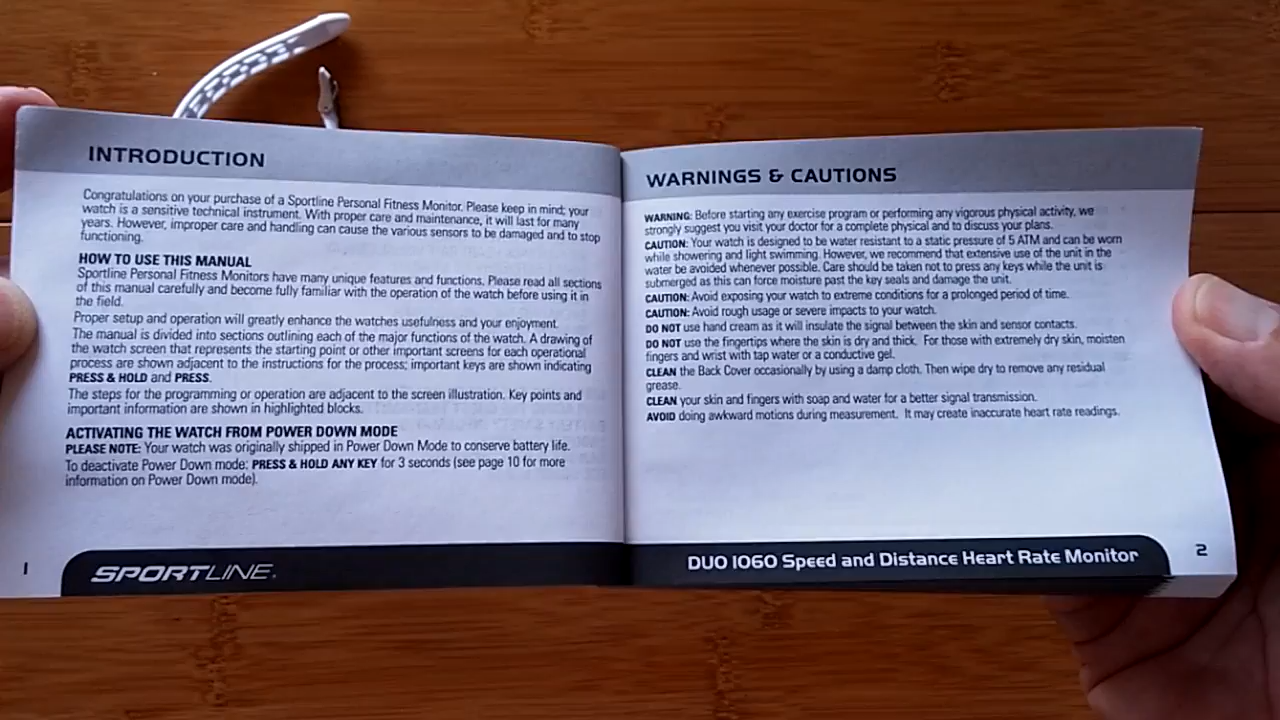 INTRODUCTION
Congratulations on your purchase of a Sportline Personal Fitness Monitor. Please keep in mind; your
watch is a sensitive technical instrument. With proper care and maintenance, it will last for many
years. However, improper care and handling can cause the various sensors to be damaged and to stop
functioning.
HOW TO USE THIS MANUAL
Sportline Personal Fitness Monitors have many unique features and functions. Please read all sections
of this manual carefully and become fully familiar with the operation of the watch before using it in
the field.
Proper setup and operation will greatly enhance the watches usefulness and your enjoyment.
The manual is divided into sections outlining each of the major functions of the watch. A drawing of
the watch screen that represents the starting point or other important screens for each operational
process are shown adjacent to the instructions for the process; important keys are shown indicating
PRESS & HOLD and PRESS.
The steps for the programming or operation are adjacent to the screen illustration. Key points and
important information are shown in highlighted blocks.
ACTIVATING THE WATCH FROM POWER DOWN MODE
PLEASE NOTE: Your watch was originally shipped in Power Down Mode to conserve battery life.
To deactivate Power Down mode; PRESS & HOLD ANY KEY for 3 seconds (see page 10 for more
information on Power Down mode).
1
SPORTLINE®
WARNINGS & CAUTIONS
WARNING: Before starting any exercise program or performing any vigorous physical activity, we
strongly suggest you visit your doctor for a complete physical and to discuss your plans.
CAUTION: Your watch is designed to be water resistant to a static pressure of 5 ATM and can be worn
while showering and light swimming. However, we recommend that extensive use of the unit in the
water be avoided whenever possible. Care should be taken not to press any keys while the unit is
submerged as this can force moisture past the key seals and damage the unit.
CAUTION: Avoid exposing your watch to extreme conditions for a prolonged period of time.
CAUTION: Avoid rough usage or severe impacts to your watch.
DO NOT use hand cream as it will insulate the signal between the skin and sensor contacts.
DO NOT use the fingertips where the skin is dry and thick. For those with extremely dry skin, moisten
fingers and wrist with tap water or a conductive gel.
CLEAN the Back Cover occasionally by using a damp cloth. Then wipe dry to remove any residual
grease.
CLEAN your skin and fingers with soap and water for a better signal transmission.
AVOID doing awkward motions during measurement. It may create inaccurate heart rate readings.
DUO 1060 Speed and Distance Heart Rate Monitor
2